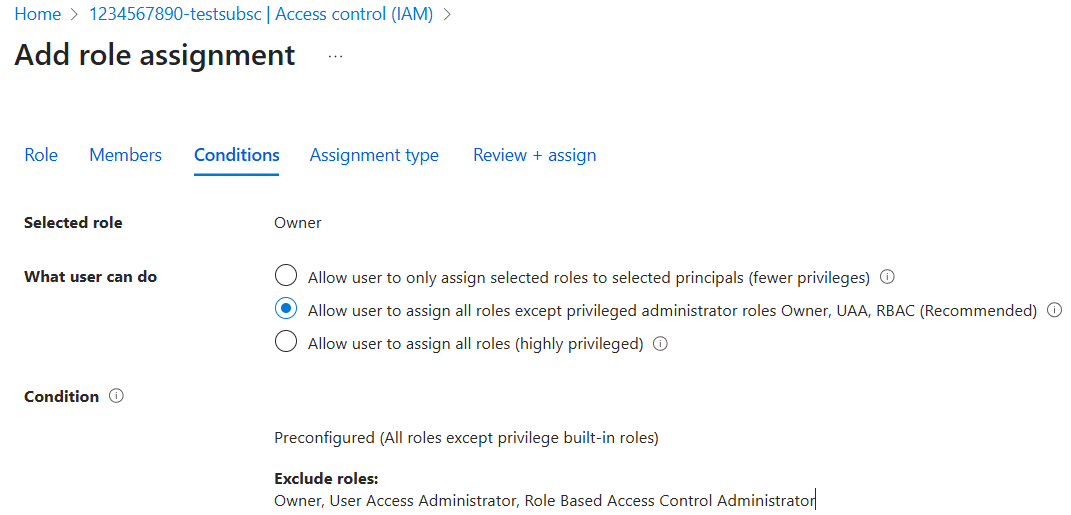 Home > 1234567890-testsubsc | Access control (IAM) >
Add role assignment ...
Role Members Conditions Assignment type Review + assign
Selected role Owner
What user can do Allow user to only assign selected roles to selected principals (fewer privileges)
Allow user to assign all roles except privileged administrator roles Owner, UAA, RBAC (Recommended)
Allow user to assign all roles (highly privileged)
Condition
Preconfigured (All roles except privilege built-in roles)
Exclude roles:
Owner, User Access Administrator, Role Based Access Control Administrator